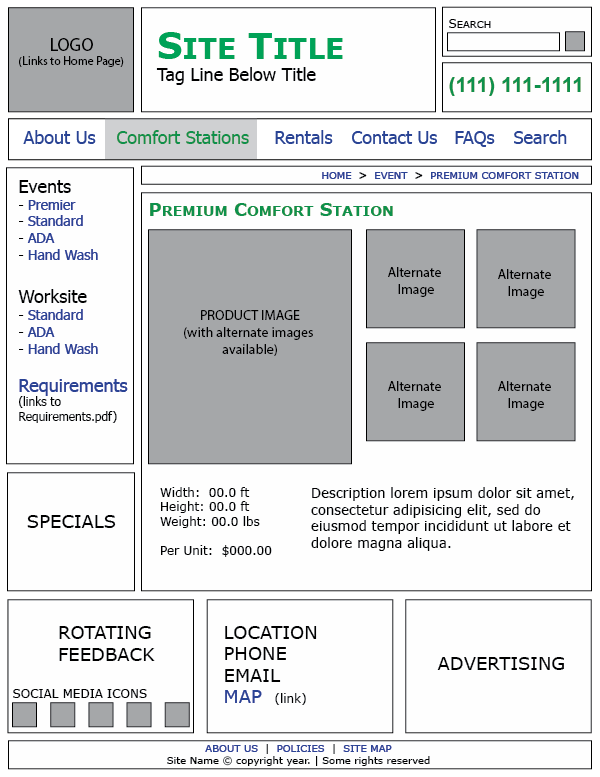 LOGO
(Links to Home Page)
SITE TITLE
Tag Line Below Title
SEARCH
(111) 111-1111
About Us Comfort Stations Rentals Contact Us FAQs Search
HOME > EVENT > PREMIUM COMFORT STATION
Events
- Premier
- Standard
- ADA
- Hand Wash
Worksite
- Standard
- ADA
- Hand Wash
Requirements
(links to
Requirements.pdf)
SPECIALS
PREMIUM COMFORT STATION
PRODUCT IMAGE
(with alternate images
available)
Alternate
Image
Alternate
Image
Alternate
Image
Alternate
Image
Width: 00.0 ft
Height: 00.0 ft
Weight: 00.0 lbs
Per Unit: $000.00
Description lorem ipsum dolor sit amet,
consectetur adipisicing elit, sed do
eiusmod tempor incididunt ut labore et
dolore magna aliqua.
ROTATING
FEEDBACK
SOCIAL MEDIA ICONS
LOCATION
PHONE
EMAIL
MAP (link)
ADVERTISING
ABOUT US | POLICIES | SITE MAP
Site Name © copyright year. | Some rights reserved